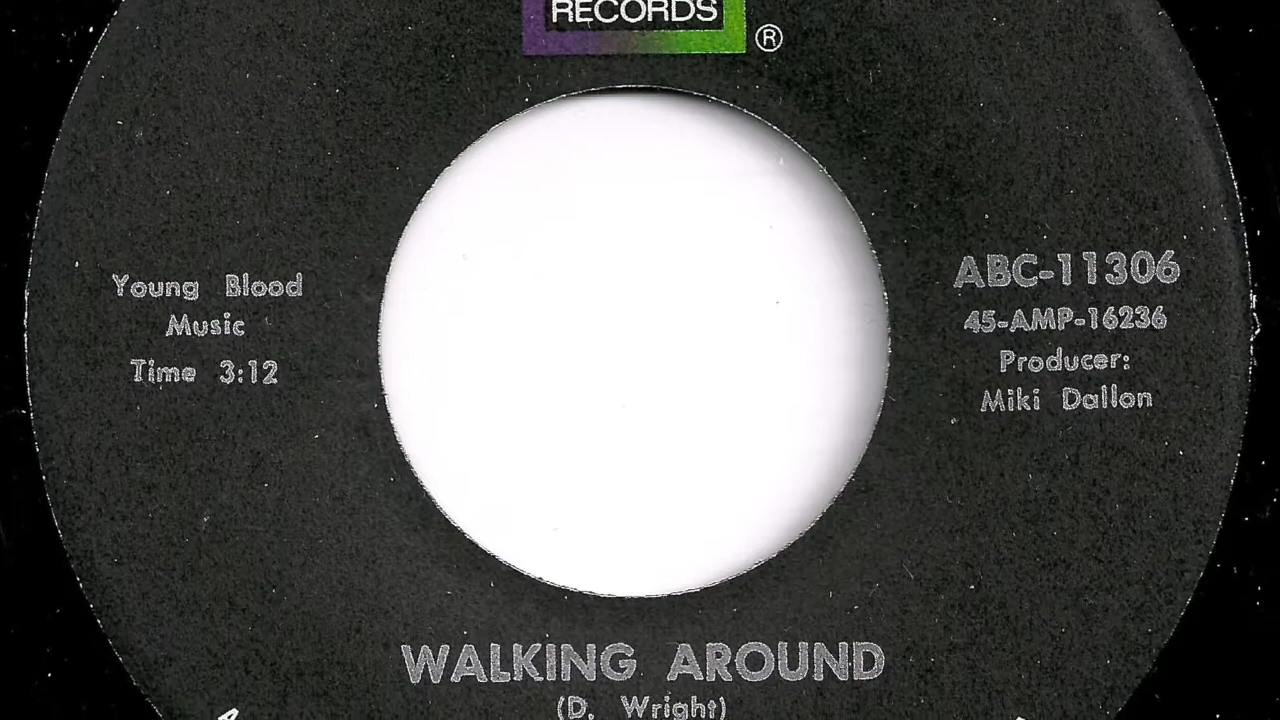 RECORDS
®
Young Blood
Music
Time 3:12
ABC-11306
45-AMP-16236
Producer:
Miki Dallon
WALKING AROUND
(D. Wright)